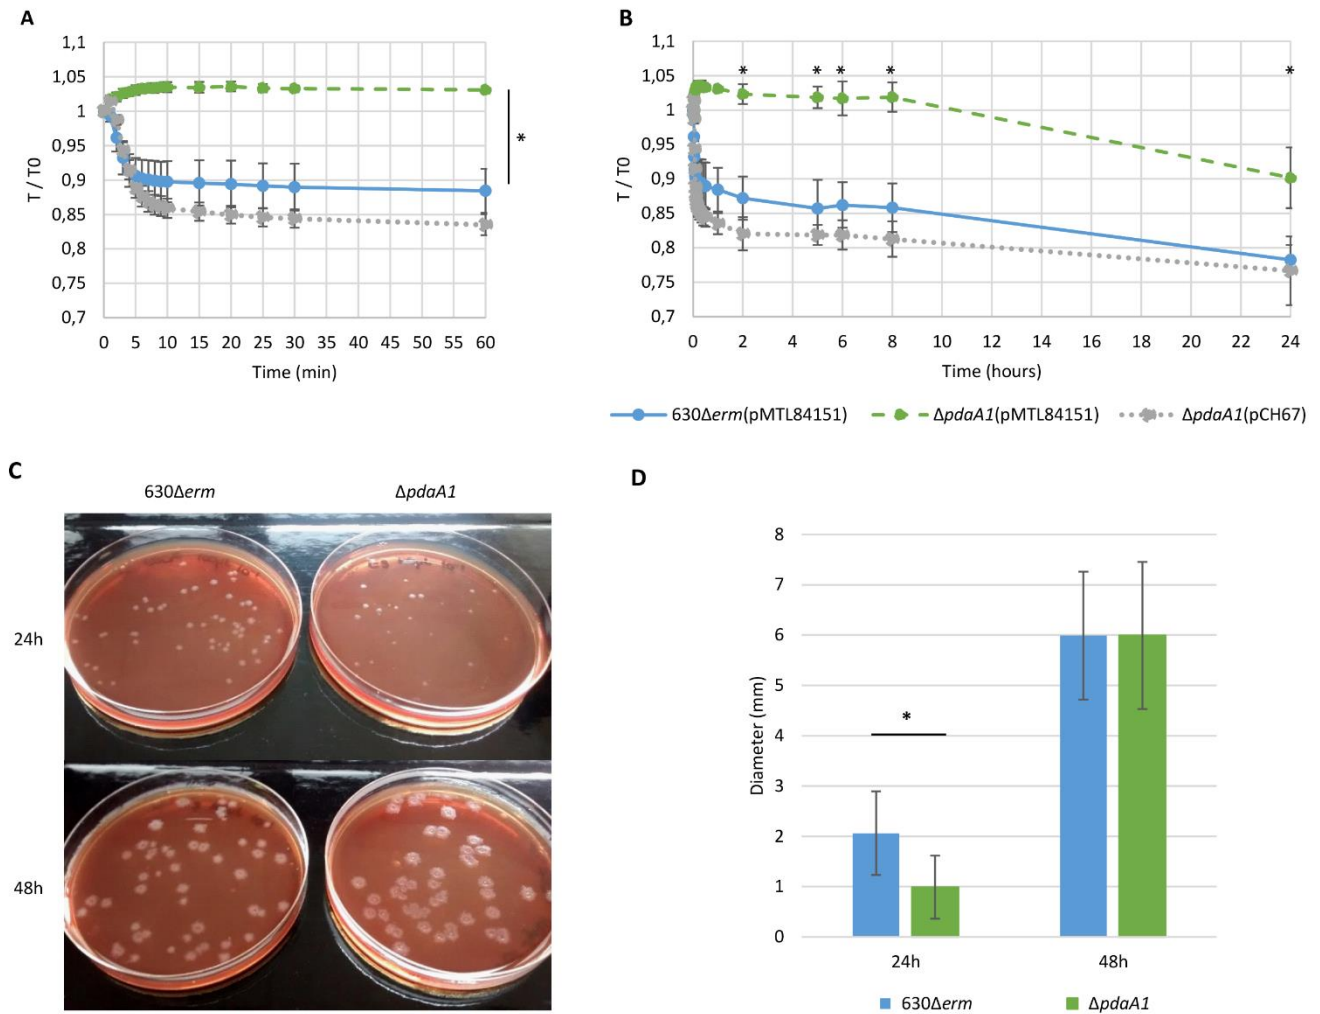 A
1,1
1,05
1
0,95
0,9
0,85
0,8
0,75
0,7
T / T0
*
0 5 10 15 20 25 30 35 40 45 50 55 60
Time (min)
B
1,1
1,05
1
0,95
0,9
0,85
0,8
0,75
0,7
T / T0
* * * * *
0 2 4 6 8 10 12 14 16 18 20 22 24
Time (hours)
630Δerm(pMTL84151) ΔpdaA1(pMTL84151) ΔpdaA1(pCH67)
C
630Δerm ΔpdaA1
24h
48h
D
8
7
6
5
4
3
2
1
0
Diameter (mm)
*
24h 48h
630Δerm ΔpdaA1